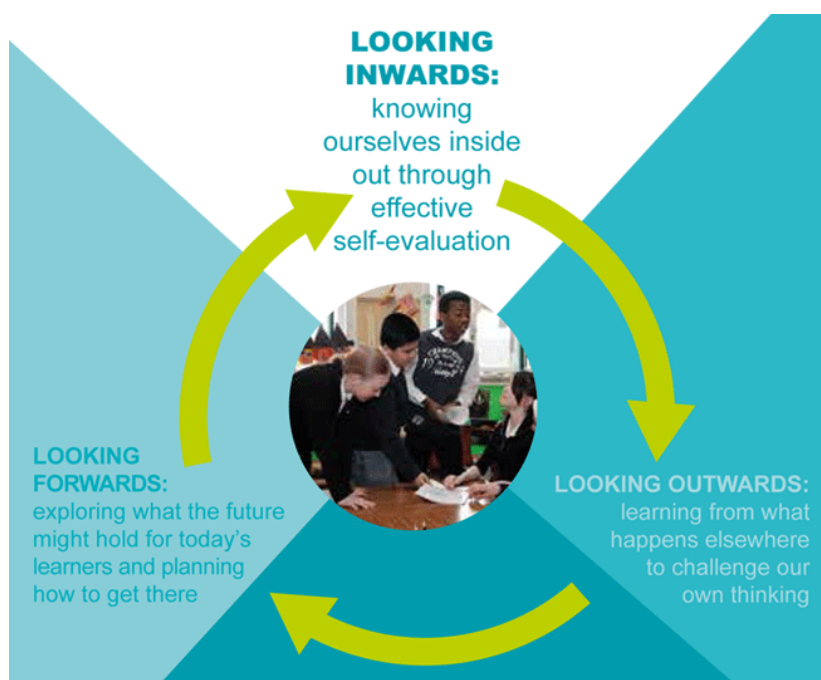 LOOKING
INWARDS:
knowing
ourselves inside
out through
effective
self-evaluation
LOOKING OUTWARDS:
learning from what
happens elsewhere
to challenge our
own thinking
LOOKING
FORWARDS:
exploring what the future
might hold for today's
learners and planning
how to get there